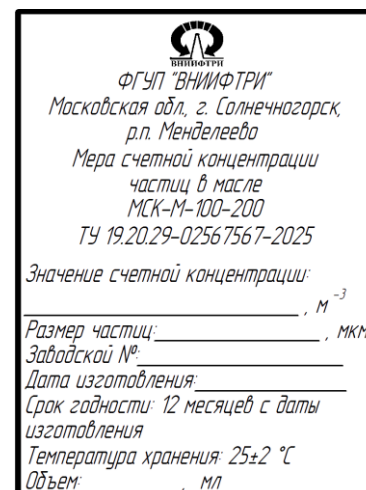 ВНИИФТРИ
ФГУП "ВНИИФТРИ"
Московская обл., г. Солнечногорск,
р.п. Менделеево
Мера счетной концентрации
частиц в масле
МСК-М-100-200
ТУ 19.20.29-02567567-2025
Значение счетной концентрации:
, м⁻³
Размер частиц: , мкм
Заводской №:
Дата изготовления:
Срок годности: 12 месяцев с даты
изготовления
Температура хранения: 25±2 °С
Объем: , мл